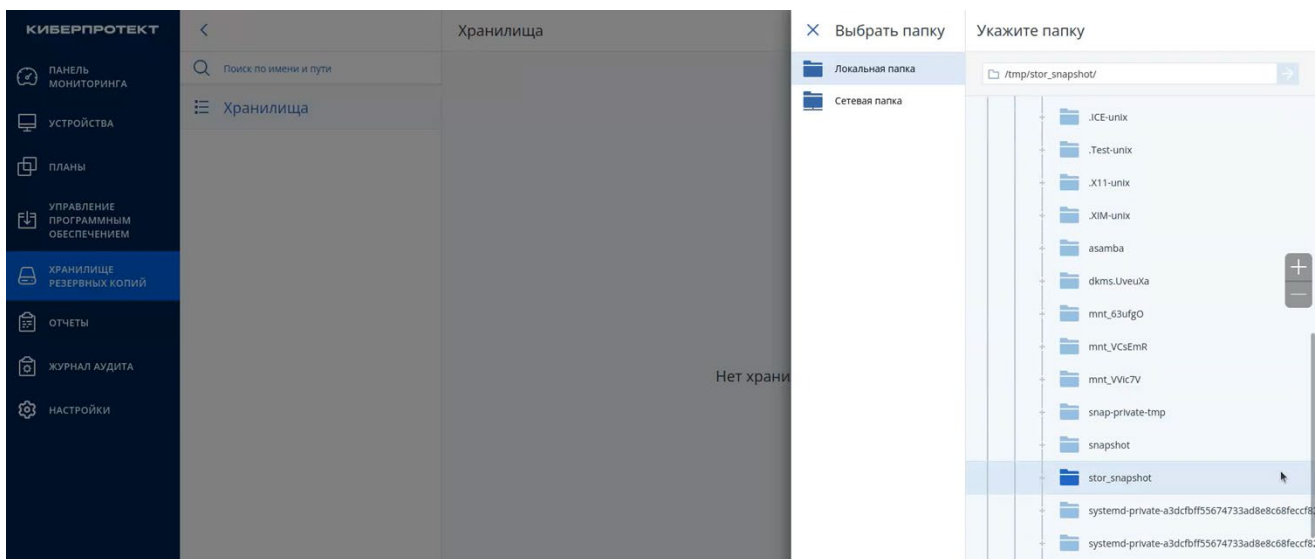 КИБЕРПРОТЕКТ
ПАНЕЛЬ
МОНИТОРИНГА
УСТРОЙСТВА
ПЛАНЫ
УПРАВЛЕНИЕ
ПРОГРАММНЫМ
ОБЕСПЕЧЕНИЕМ
ХРАНИЛИЩЕ
РЕЗЕРВНЫХ КОПИЙ
ОТЧЕТЫ
ЖУРНАЛ АУДИТА
НАСТРОЙКИ
Поиск по имени и пути
Хранилища
Хранилища
Нет храни
Выбрать папку
Локальная папка
Сетевая папка
Укажите папку
/tmp/stor_snapshot/
.ICE-unix
.Test-unix
.X11-unix
.XIM-unix
asamba
dkms.UveuXa
mnt_63ufgO
mnt_VCsEmR
mnt_VVic7V
snap-private-tmp
snapshot
stor_snapshot
systemd-private-a3dcfbff55674733ad8e8c68feccf82
systemd-private-a3dcfbff55674733ad8e8c68feccf82